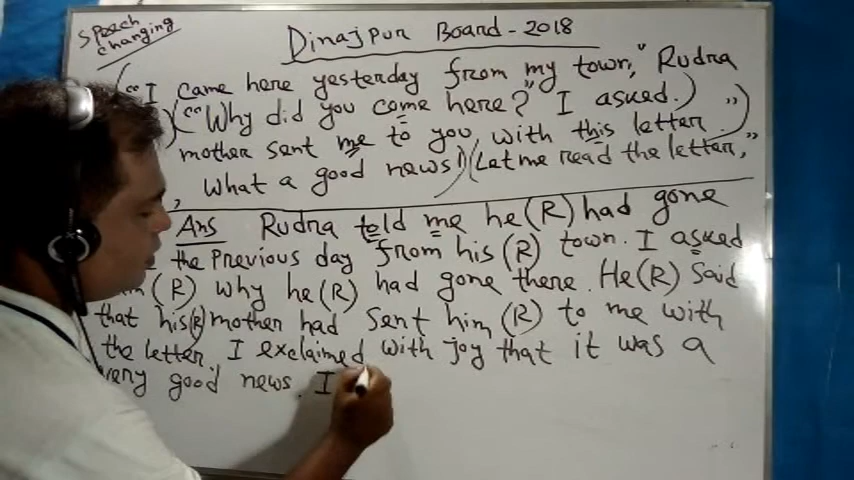 Speech
changing
Dinajpur Board - 2018
("I came here yesterday from my town," Rudra
) ("Why did you come here?" I asked.)
mother sent me to you with this letter.")
, What a good news!) (Let me read the letter,"
Ans Rudra told me he (R) had gone
the previous day from his (R) town. I asked
(R) why he (R) had gone there. He (R) said
that his (R) mother had sent him (R) to me with
the letter. I exclaimed with joy that it was a
very good news. I